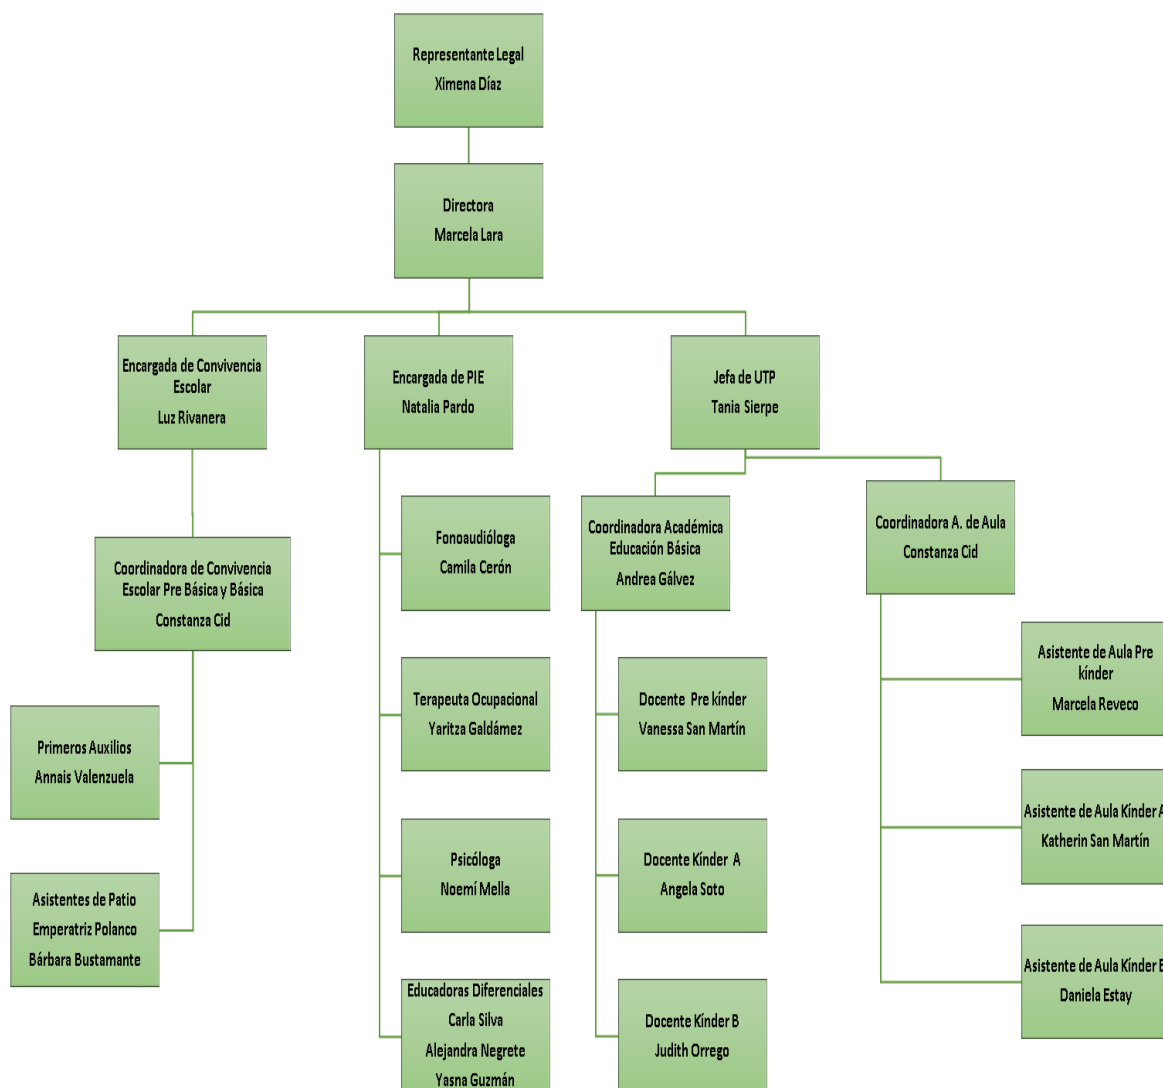 Representante Legal
Ximena Díaz
Directora
Marcela Lara
Encargada de Convivencia
Escolar
Luz Rivanera
Encargada de PIE
Natalia Pardo
Jefa de UTP
Tania Sierpe
Coordinadora de Convivencia
Escolar Pre Básica y Básica
Constanza Cid
Primeros Auxilios
Annais Valenzuela
Asistentes de Patio
Emperatriz Polanco
Bárbara Bustamante
Fonoaudióloga
Camila Cerón
Terapeuta Ocupacional
Yaritza Galdámez
Psicóloga
Noemí Mella
Educadoras Diferenciales
Carla Silva
Alejandra Negrete
Yasna Guzmán
Coordinadora Académica
Educación Básica
Andrea Gálvez
Docente Pre kínder
Vanessa San Martín
Docente Kínder A
Angela Soto
Docente Kínder B
Judith Orrego
Coordinadora A. de Aula
Constanza Cid
Asistente de Aula Pre
kínder
Marcela Reveco
Asistente de Aula Kínder A
Katherin San Martín
Asistente de Aula Kínder B
Daniela Estay